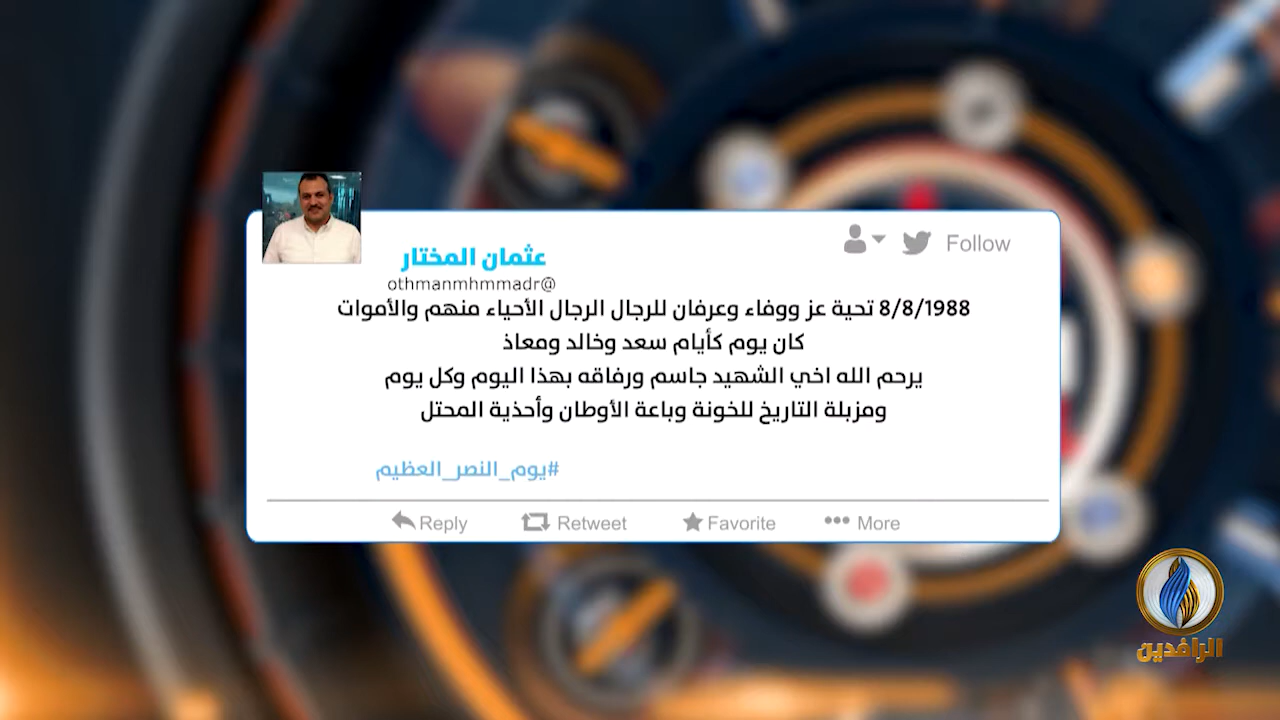 Follow
عثمان المختار
othmanmhmmadr@
8/8/1988 تحية عز ووفاء وعرفان للرجال الرجال الأحياء منهم والأموات
كان يوم كأيام سعد وخالد ومعاذ
يرحم الله اخي الشهيد جاسم ورفاقه بهذا اليوم وكل يوم
ومزبلة التاريخ للخونة وباعة الأوطان وأحذية المحتل
#يوم_النصر_العظيم
Reply Retweet Favorite More
الرافدين